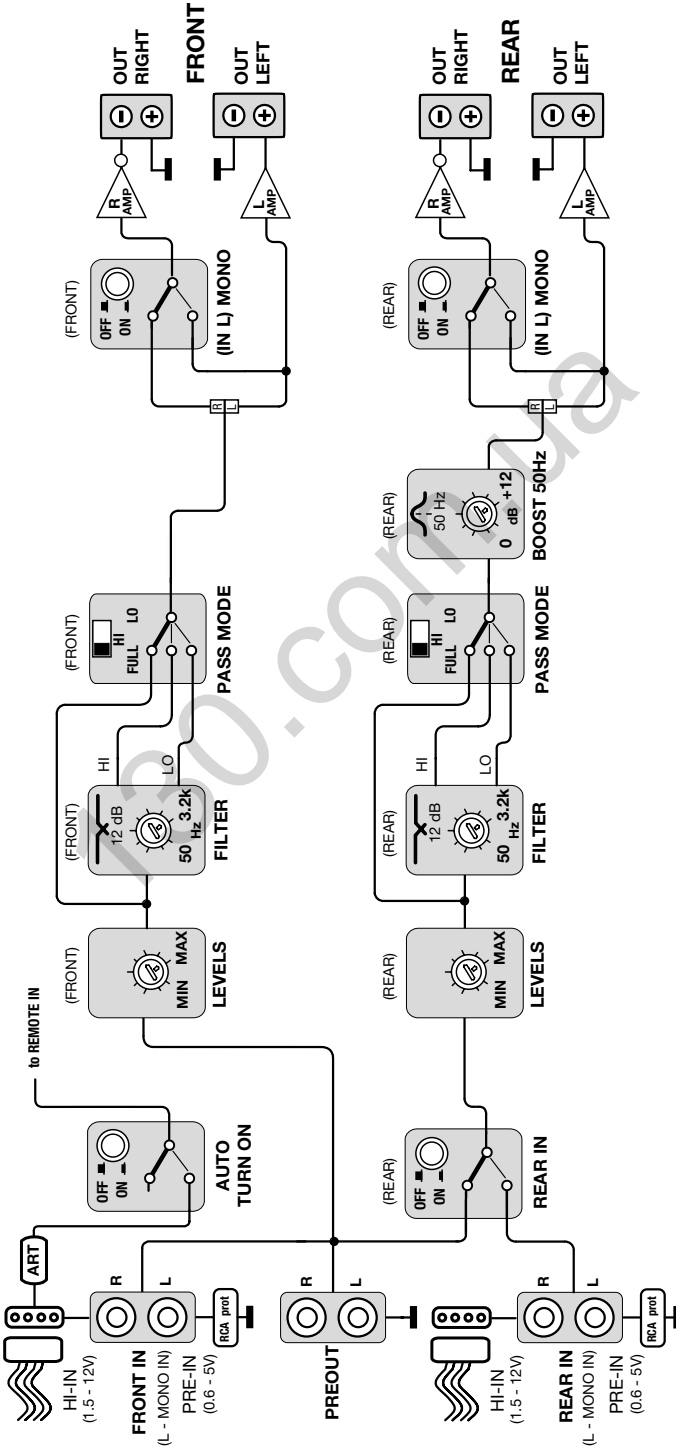 HI-IN
(1.5 - 12V)
ART
FRONT IN
(L - MONO IN)
PRE-IN
(0.6 - 5V)
R
L
RCA prot
OFF
ON
AUTO
TURN ON
to REMOTE IN
(FRONT)
MIN MAX
LEVELS
(FRONT)
12 dB
50 Hz 3.2k
FILTER
HI
LO
(FRONT)
FULL HI LO
PASS MODE
R
L
(FRONT)
OFF
ON
(IN L) MONO
R
AMP
L
AMP
OUT
RIGHT
FRONT
OUT
LEFT
PREOUT
R
L
HI-IN
(1.5 - 12V)
REAR IN
(L - MONO IN)
PRE-IN
(0.6 - 5V)
R
L
RCA prot
(REAR)
OFF
ON
REAR IN
(REAR)
MIN MAX
LEVELS
(REAR)
12 dB
50 Hz 3.2k
FILTER
HI
LO
(REAR)
FULL HI LO
PASS MODE
(REAR)
50 Hz
0 dB +12
BOOST 50Hz
R
L
(REAR)
OFF
ON
(IN L) MONO
R
AMP
L
AMP
OUT
RIGHT
REAR
OUT
LEFT
130.com.ua